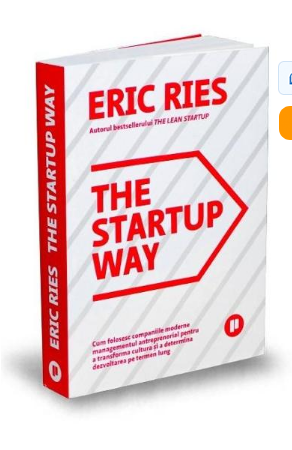 ERIC RIES
Autorul bestsellerului THE LEAN STARTUP
THE
STARTUP
WAY
Cum folosesc companiile moderne
managementul antreprenorial pentru
a transforma cultura și a determina
dezvoltarea pe termen lung
ERIC RIES THE STARTUP WAY